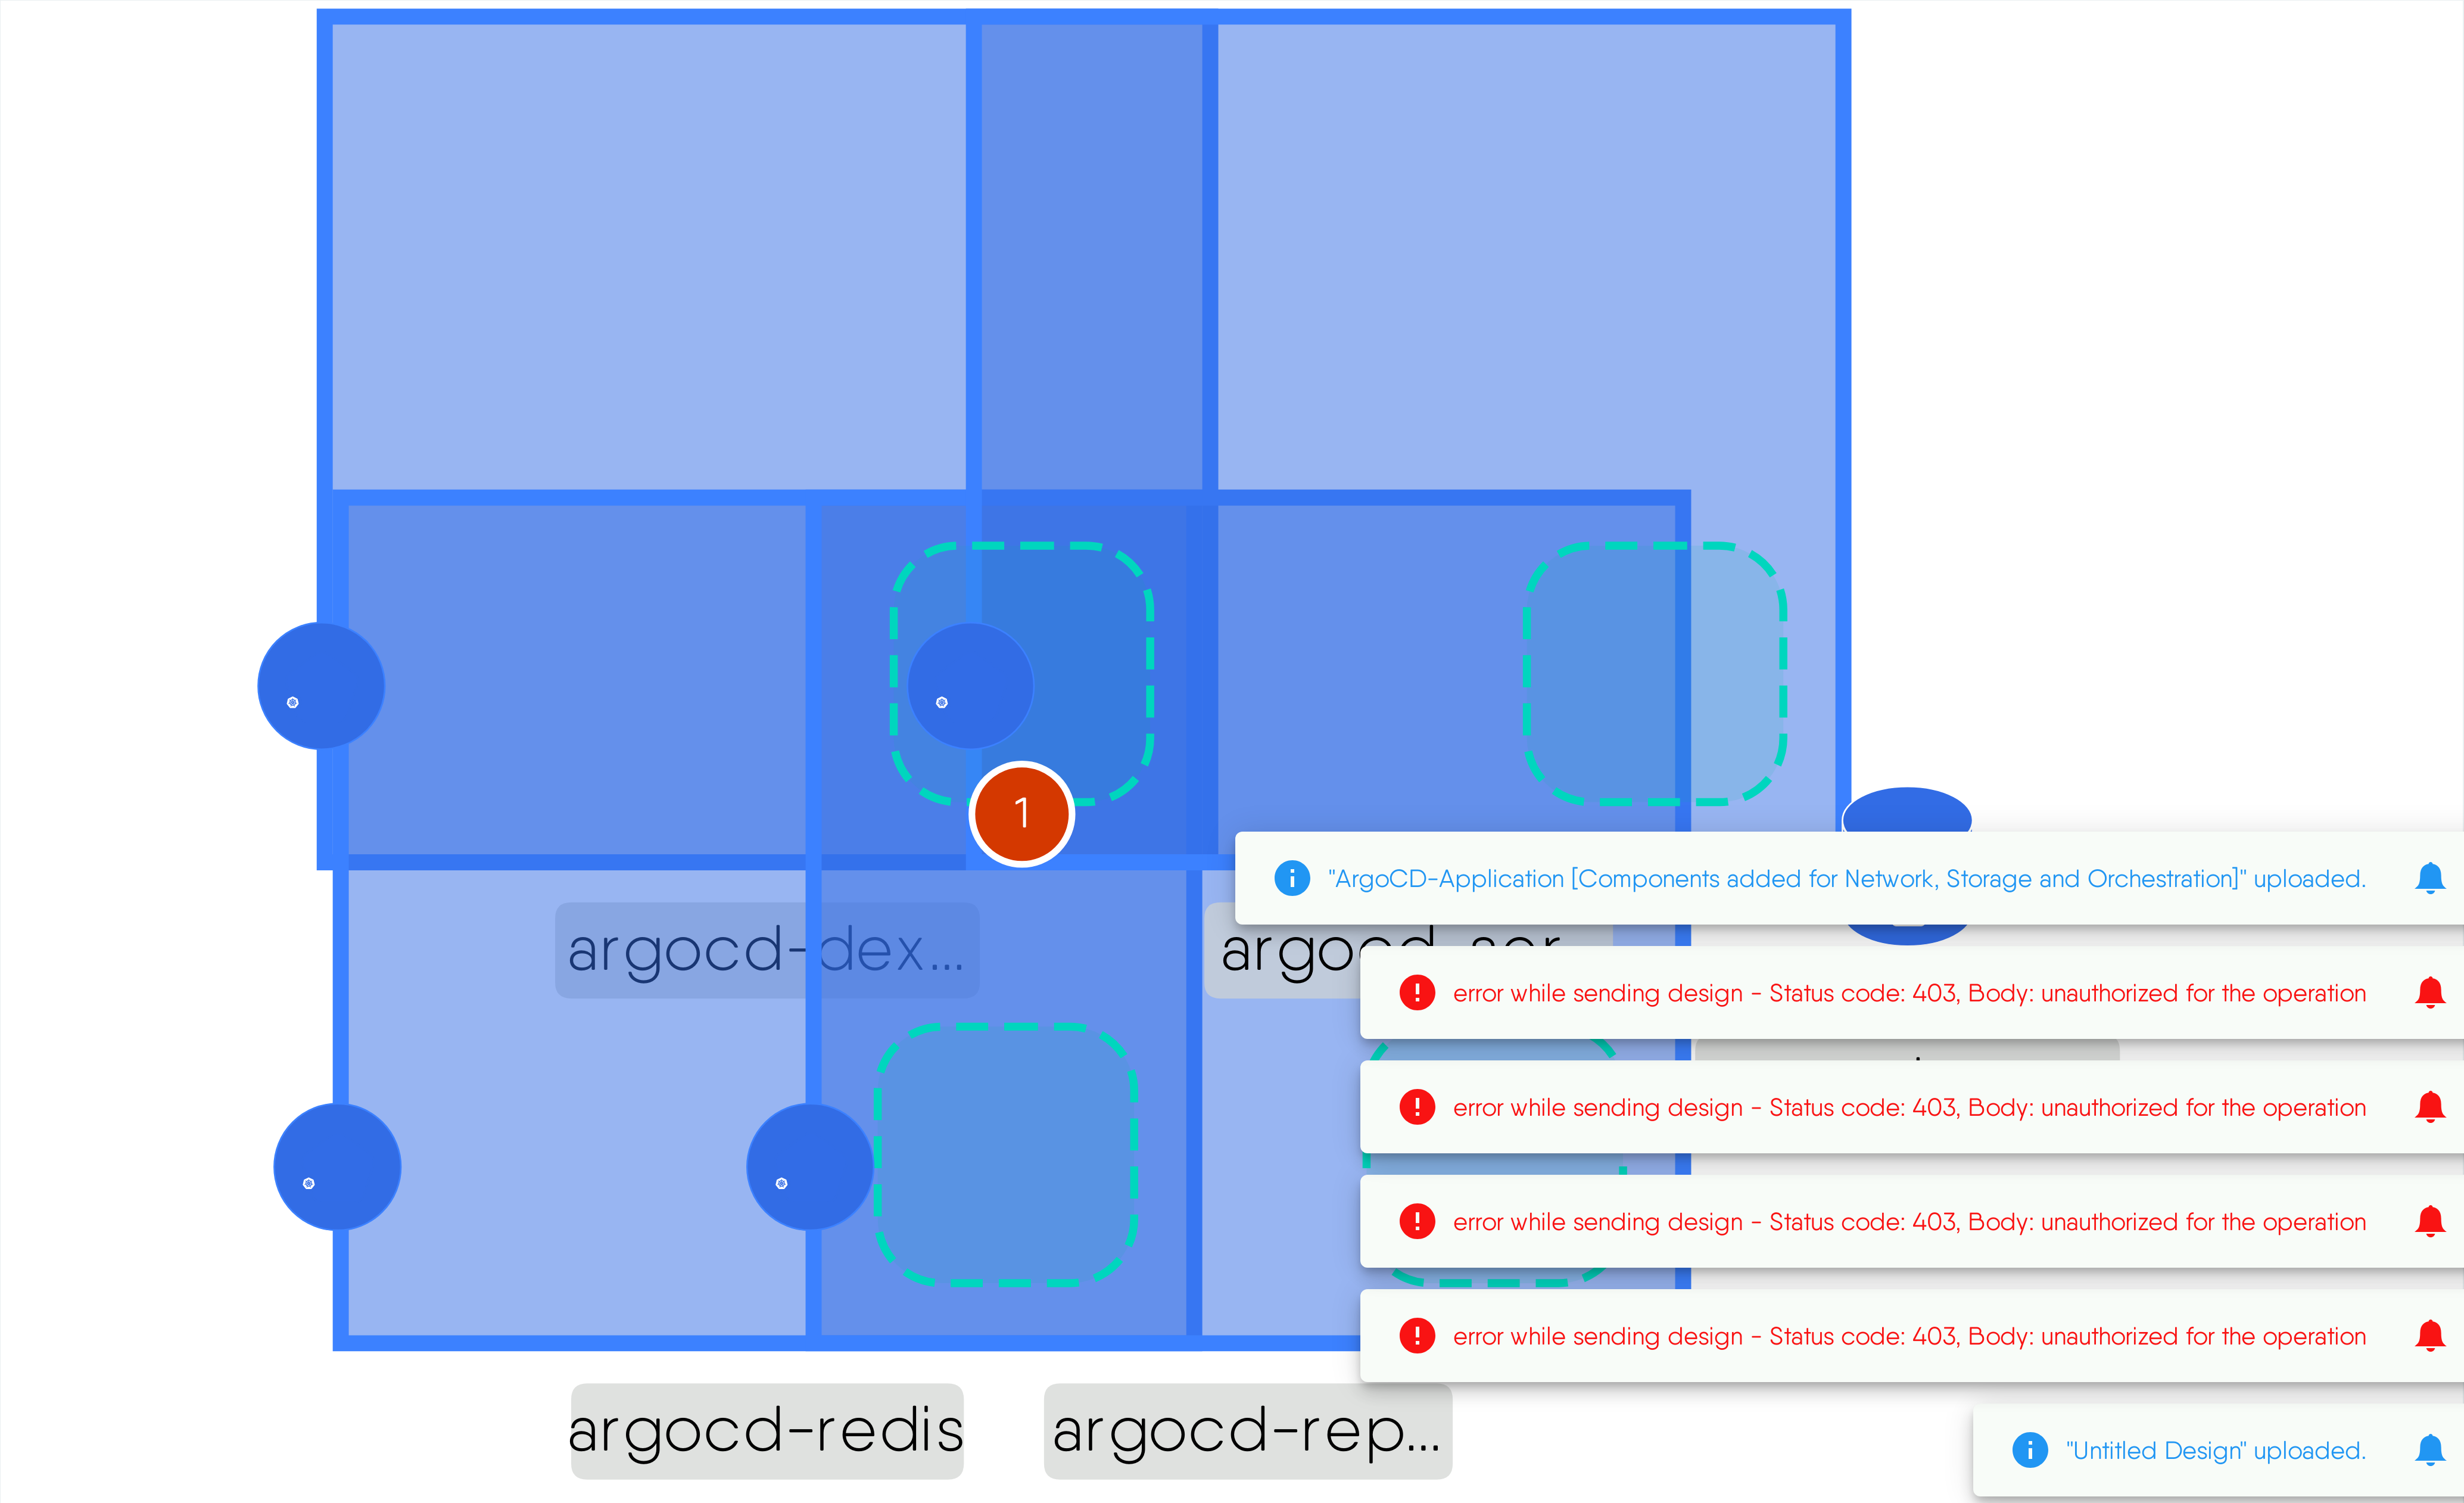 1
"ArgoCD-Application [Components added for Network, Storage and Orchestration]" uploaded.
argocd-dex...
error while sending design - Status code: 403, Body: unauthorized for the operation
error while sending design - Status code: 403, Body: unauthorized for the operation
error while sending design - Status code: 403, Body: unauthorized for the operation
error while sending design - Status code: 403, Body: unauthorized for the operation
argocd-redis
argocd-rep...
"Untitled Design" uploaded.